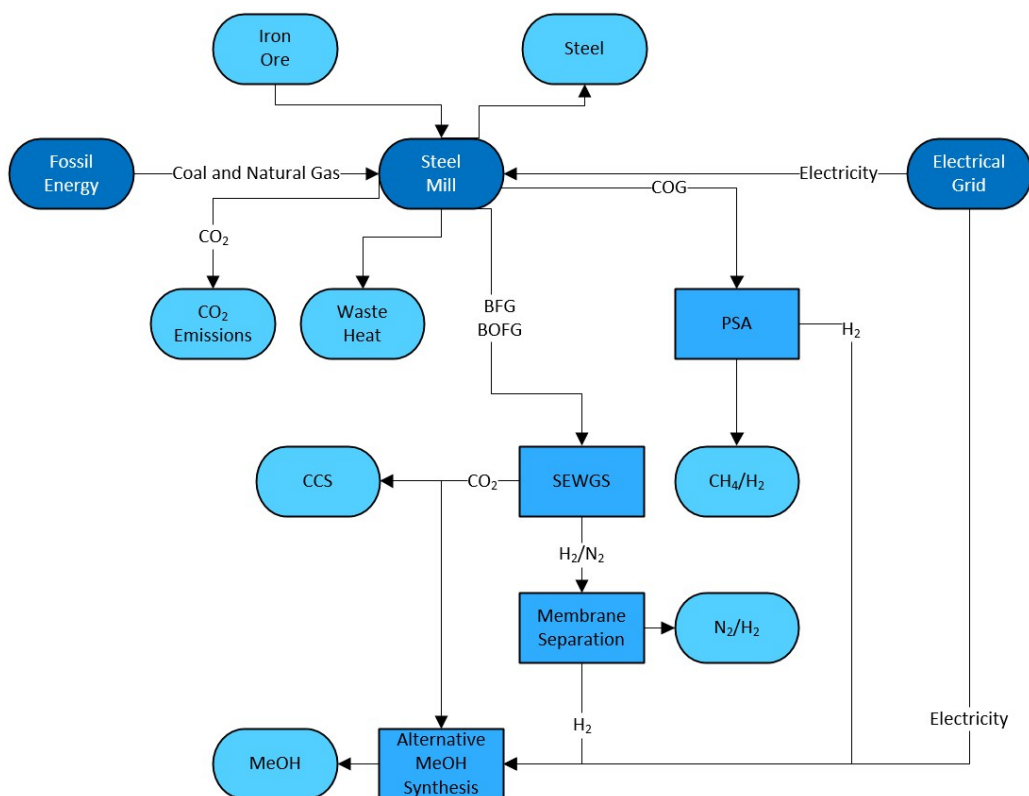 Iron
Ore
Steel
Fossil
Energy
Coal and Natural Gas
Steel
Mill
Electricity
Electrical
Grid
COG
CO₂
CO₂
Emissions
Waste
Heat
BFG
BOFG
PSA
H₂
CCS
CO₂
SEWGS
CH₄/H₂
H₂/N₂
Membrane
Separation
N₂/H₂
H₂
Electricity
MeOH
Alternative
MeOH
Synthesis